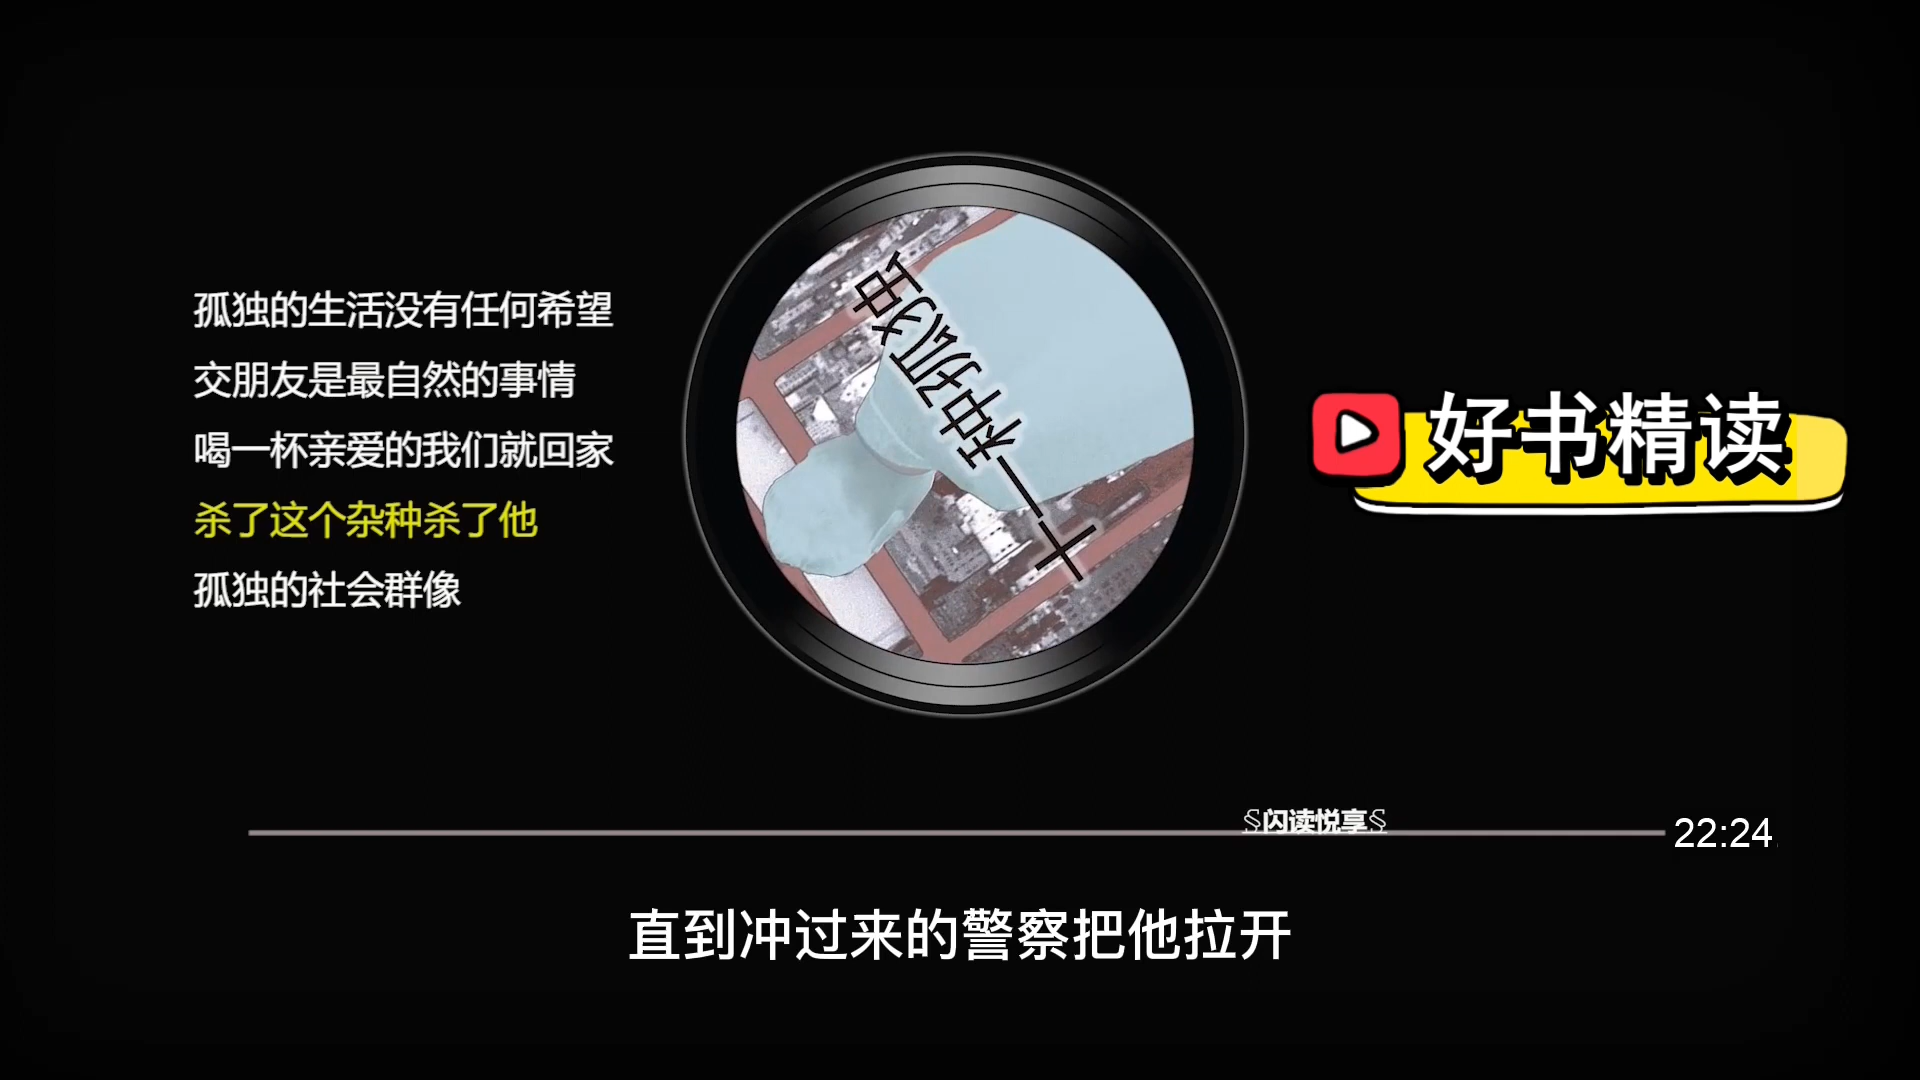 孤独的生活没有任何希望
交朋友是最自然的事情
喝一杯亲爱的我们就回家
杀了这个杂种杀了他
孤独的社会群像
十一种孤独
好书精读
§闪读悦享§
22:24
直到冲过来的警察把他拉开